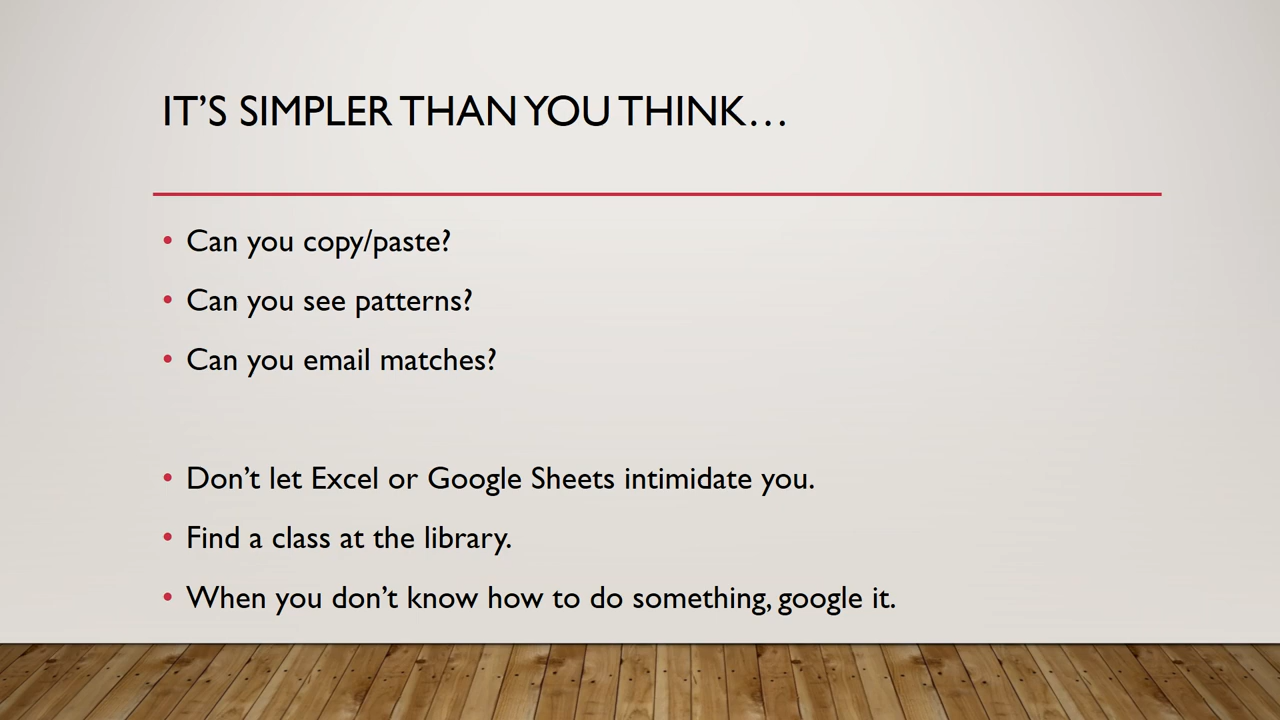 IT’S SIMPLER THAN YOU THINK…
• Can you copy/paste?
• Can you see patterns?
• Can you email matches?
• Don’t let Excel or Google Sheets intimidate you.
• Find a class at the library.
• When you don’t know how to do something, google it.